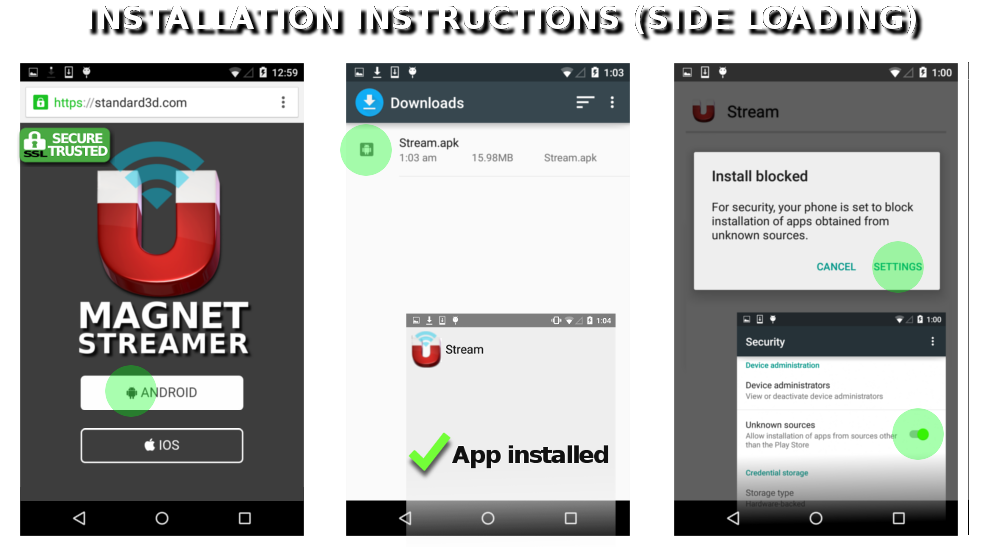 INSTALLATION INSTRUCTIONS (SIDE LOADING)
12:59
https://standard3d.com
SSL SECURE
TRUSTED
MAGNET
STREAMER
ANDROID
IOS
1:03
Downloads
Stream.apk
1:03 am 15.98MB Stream.apk
1:04
Stream
App installed
1:00
Stream
Install blocked
For security, your phone is set to block
installation of apps obtained from
unknown sources.
CANCEL SETTINGS
1:00
Security
Device administration
Device administrators
View or deactivate device administrators
Unknown sources
Allow installation of apps from sources other
than the Play Store
Credential storage
Storage type
Hardware-backed